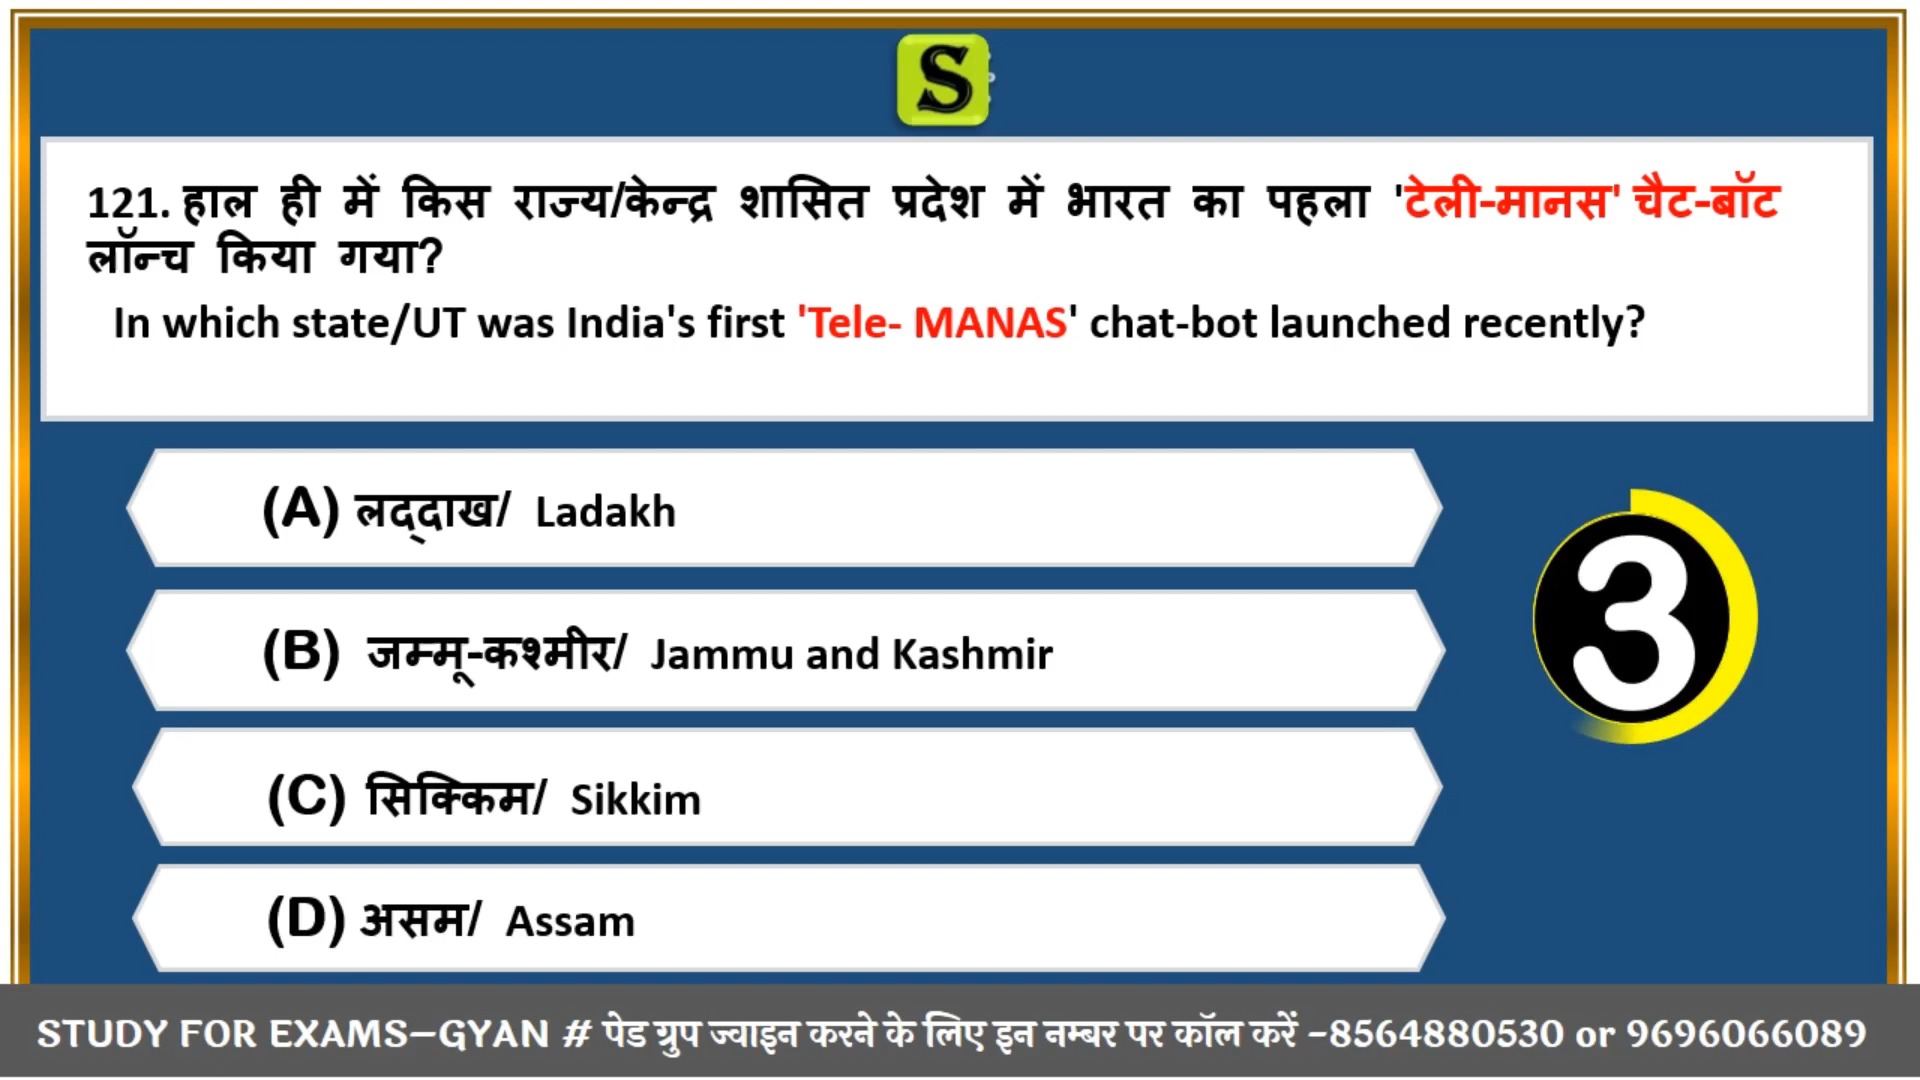 S
121. हाल ही में किस राज्य/केन्द्र शासित प्रदेश में भारत का पहला 'टेली-मानस' चैट-बॉट
लॉन्च किया गया?
In which state/UT was India's first 'Tele- MANAS' chat-bot launched recently?
(A) लद्दाख/ Ladakh
3
(B) जम्मू-कश्मीर/ Jammu and Kashmir
(C) सिक्किम/ Sikkim
(D) असम/ Assam
STUDY FOR EXAMS–GYAN # पेड ग्रुप ज्वाइन करने के लिए इन नम्बर पर कॉल करें –8564880530 or 9696066089